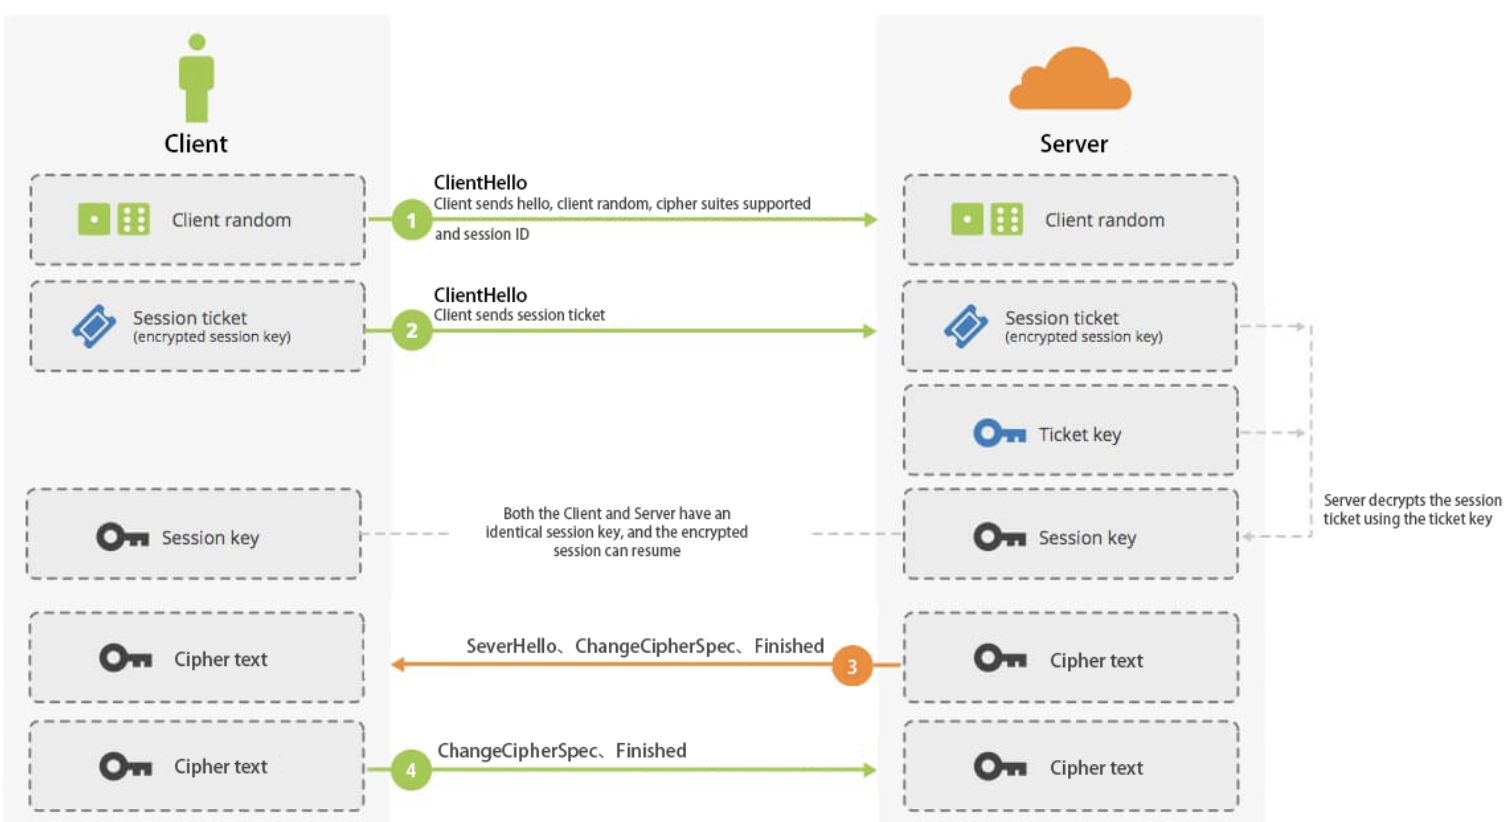 Client
Server
Client random
1
ClientHello
Client sends hello, client random, cipher suites supported
and session ID
Client random
Session ticket
(encrypted session key)
2
ClientHello
Client sends session ticket
Session ticket
(encrypted session key)
Ticket key
Session key
Both the Client and Server have an
identical session key, and the encrypted
session can resume
Session key
Server decrypts the session
ticket using the ticket key
Cipher text
SeverHello、ChangeCipherSpec、Finished
3
Cipher text
Cipher text
4
ChangeCipherSpec、Finished
Cipher text